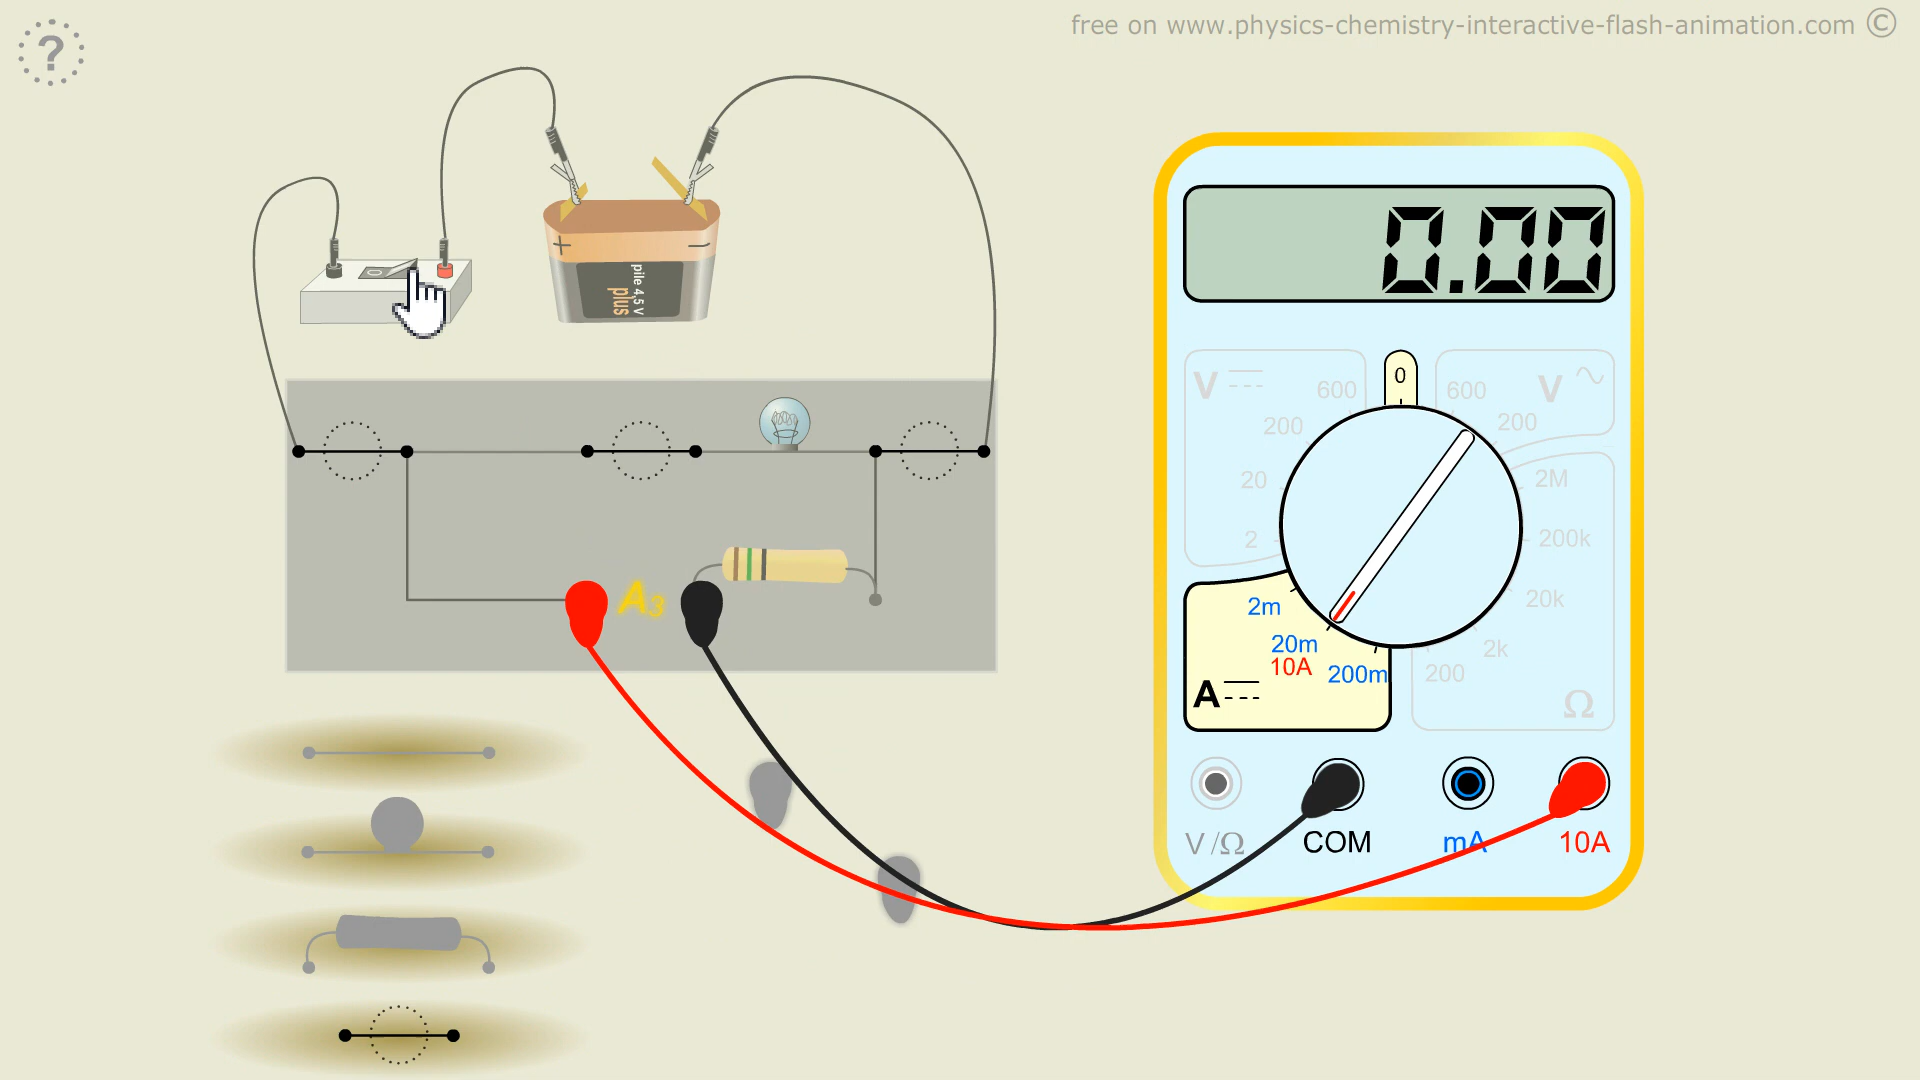 free on www.physics-chemistry-interactive-flash-animation.com ©
?
+ −
pile 4,5 V
plus
0.00
0
V 600 600 V
200 200
20 2M
2 200k
2m 20k
20m 2k
10A 200m 200
A Ω
A3
V/Ω COM mA 10A